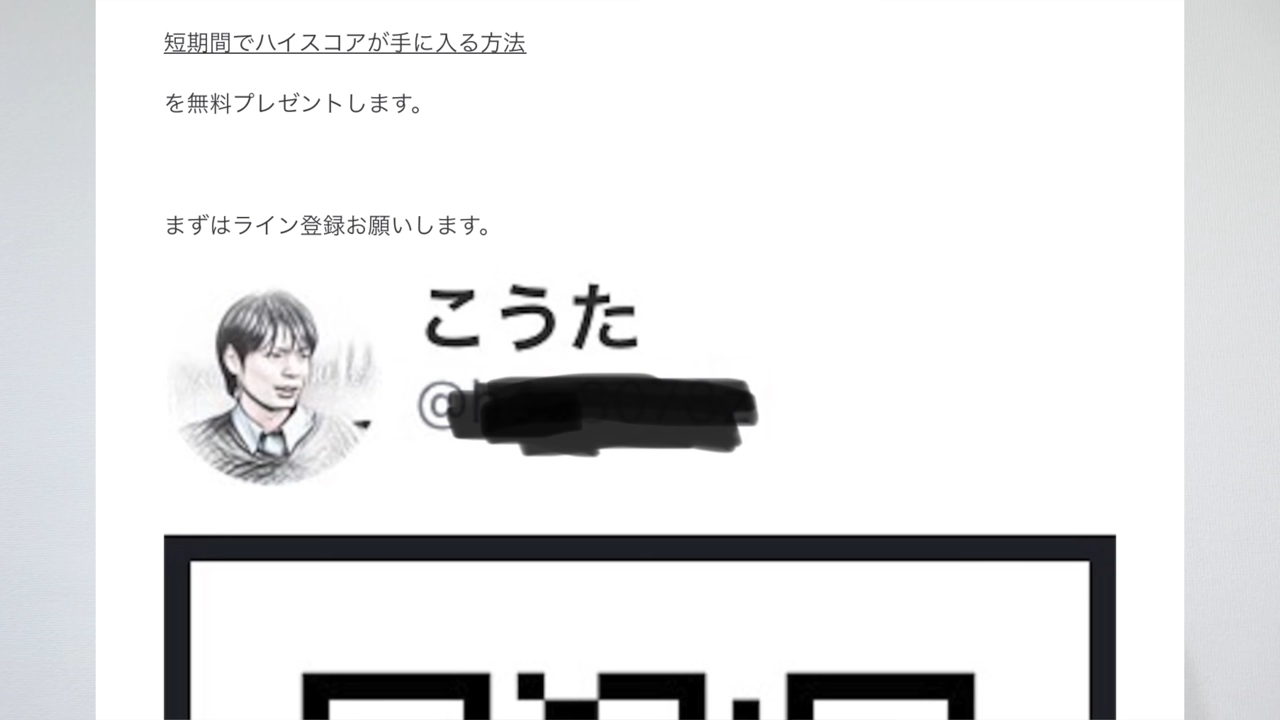 短期間でハイスコアが手に入る方法
を無料プレゼントします。
まずはライン登録お願いします。
こうた